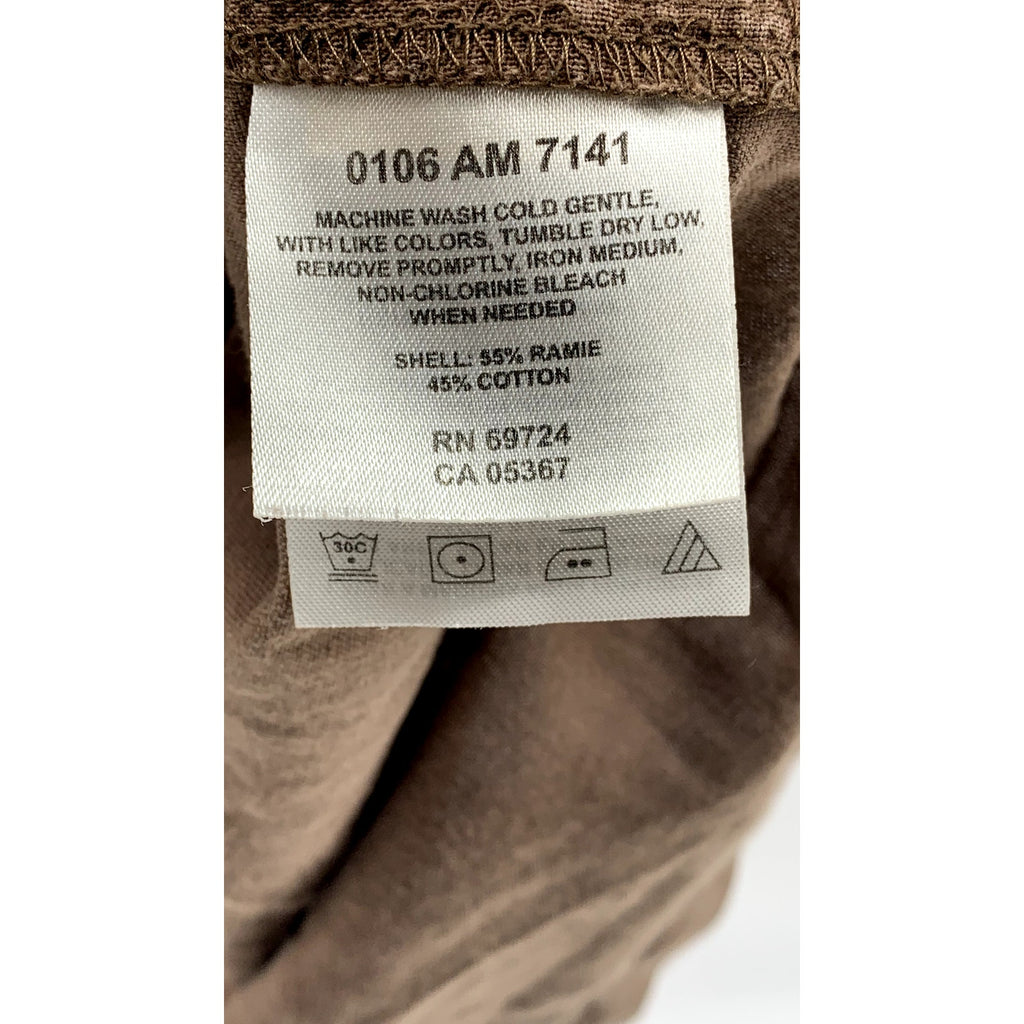 0106 AM 7141
MACHINE WASH COLD GENTLE,
WITH LIKE COLORS, TUMBLE DRY LOW,
REMOVE PROMPTLY, IRON MEDIUM,
NON-CHLORINE BLEACH
WHEN NEEDED
SHELL: 55% RAMIE
45% COTTON
RN 69724
CA 05367
30C